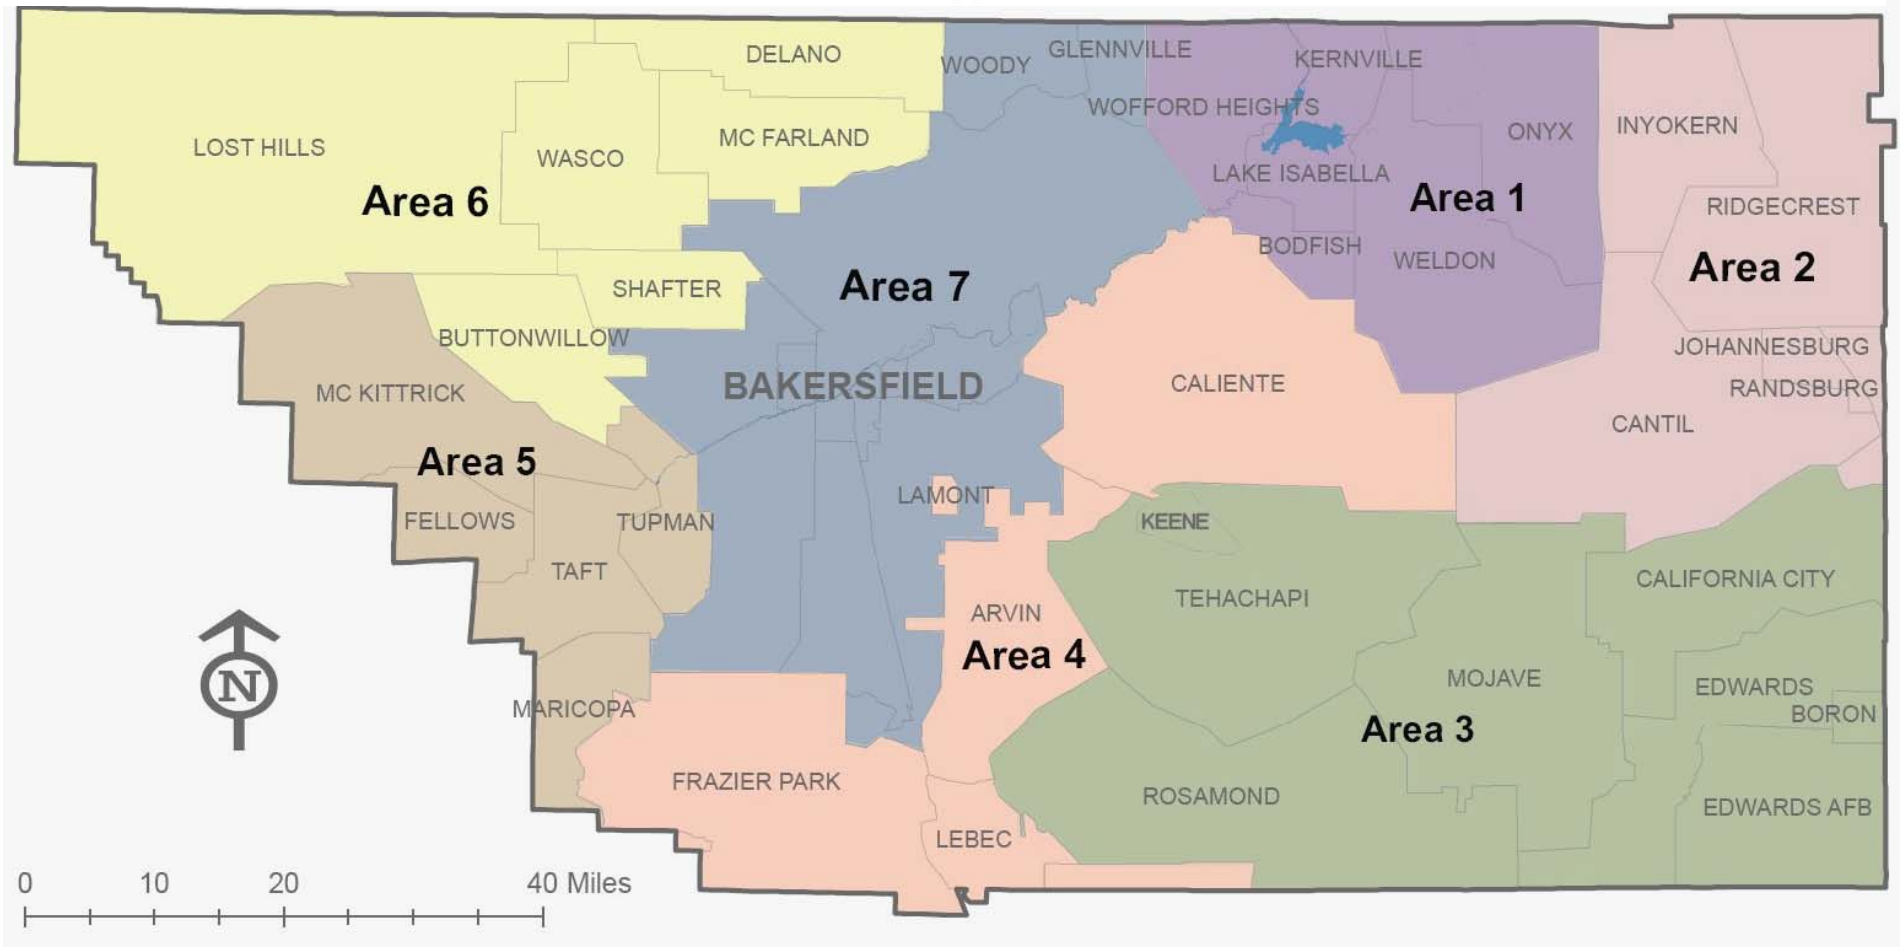 DELANO
GLENNVILLE
WOODY
KERNVILLE
WOFFORD HEIGHTS
INYOKERN
ONYX
MC FARLAND
LOST HILLS
WASCO
LAKE ISABELLA
Area 6
Area 1
RIDGECREST
BODFISH
WELDON
Area 2
SHAFTER
Area 7
BUTTONWILLOW
JOHANNESBURG
BAKERSFIELD
CALIENTE
RANDSBURG
MC KITTRICK
CANTIL
Area 5
LAMONT
FELLOWS
TUPMAN
KEENE
TAFT
CALIFORNIA CITY
TEHACHAPI
ARVIN
Area 4
MOJAVE
EDWARDS
N
MARICOPA
BORON
Area 3
FRAZIER PARK
ROSAMOND
EDWARDS AFB
LEBEC
0 10 20 40 Miles